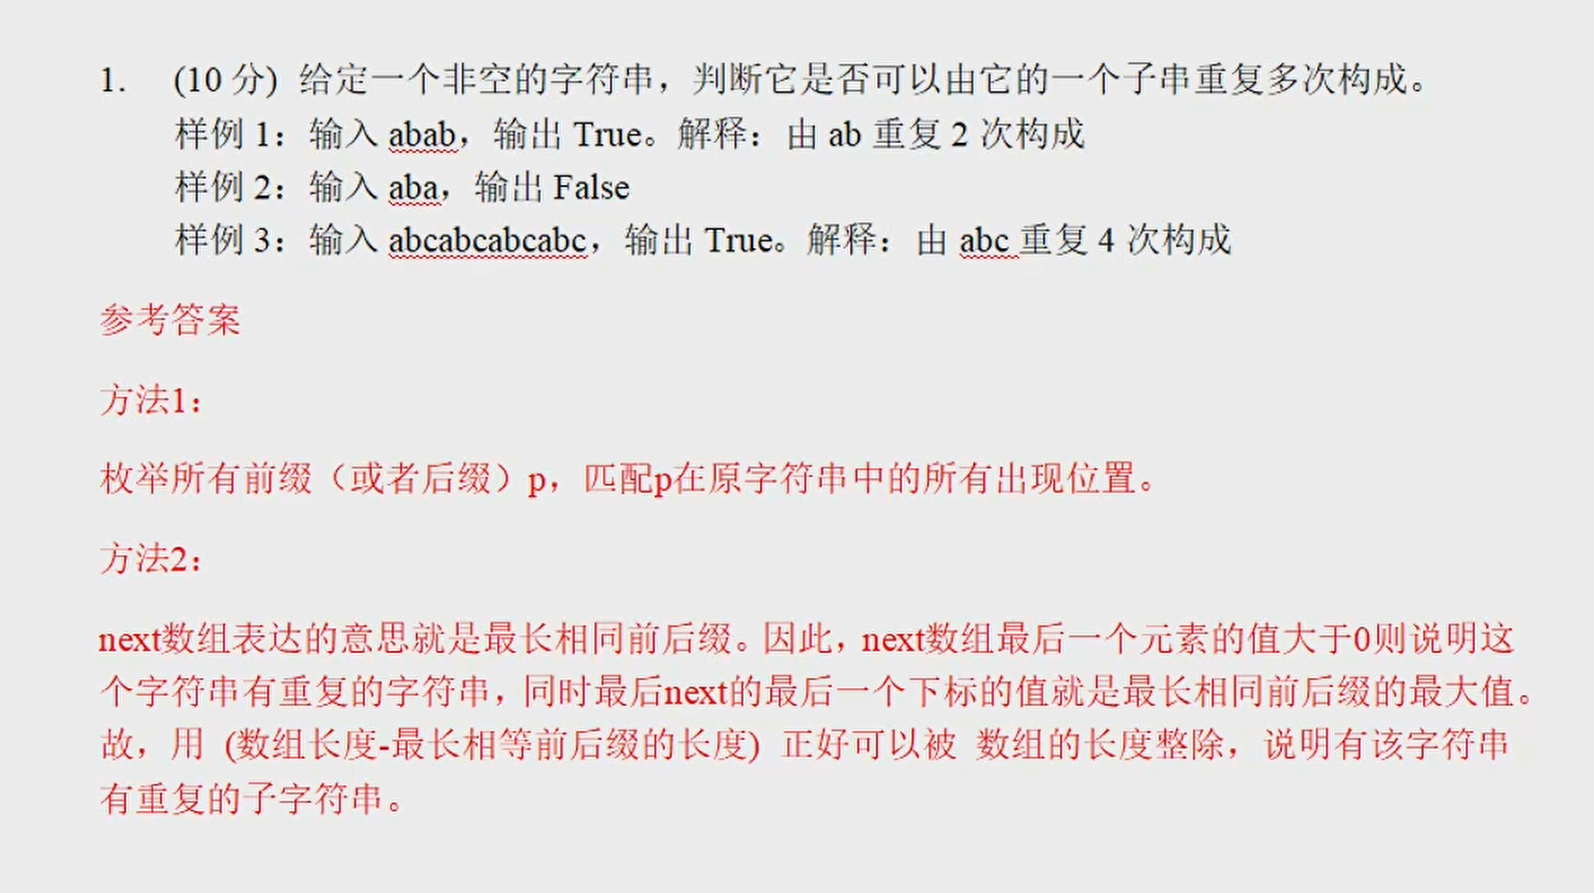 1. (10 分) 给定一个非空的字符串，判断它是否可以由它的一个子串重复多次构成。
样例 1：输入 abab，输出 True。解释：由 ab 重复 2 次构成
样例 2：输入 aba，输出 False
样例 3：输入 abcabcabcabc，输出 True。解释：由 abc 重复 4 次构成
参考答案
方法1：
枚举所有前缀（或者后缀）p，匹配p在原字符串中的所有出现位置。
方法2：
next数组表达的意思就是最长相同前后缀。因此，next数组最后一个元素的值大于0则说明这
个字符串有重复的字符串，同时最后next的最后一个下标的值就是最长相同前后缀的最大值。
故，用 (数组长度-最长相等前后缀的长度) 正好可以被 数组的长度整除，说明有该字符串
有重复的子字符串。